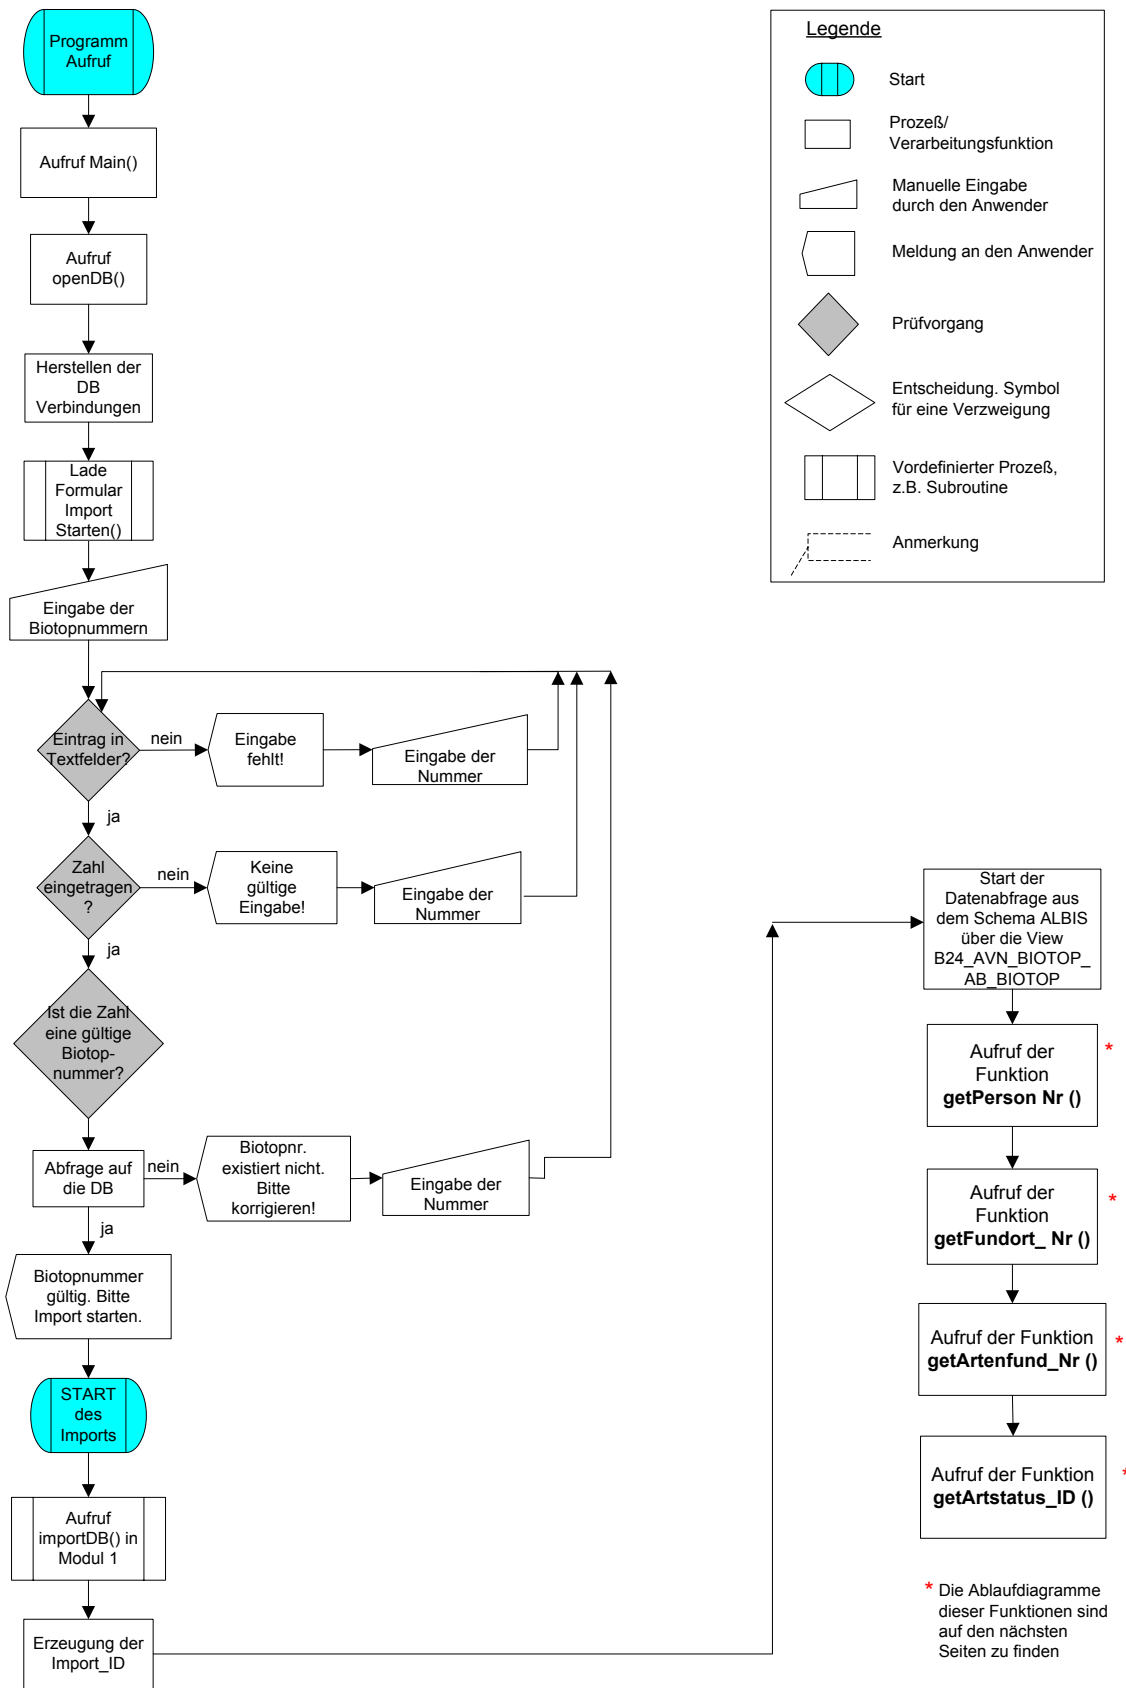 Programm
Aufruf
Aufruf Main()
Aufruf
openDB()
Herstellen der
DB
Verbindungen
Lade
Formular
Import
Starten()
Eingabe der
Biotopnummern
Eintrag in
Textfelder?
nein
Eingabe
fehlt!
Eingabe der
Nummer
ja
Zahl
eingetragen
?
nein
Keine
gültige
Eingabe!
Eingabe der
Nummer
ja
Ist die Zahl
eine gültige
Biotop-
nummer?
Abfrage auf
die DB
nein
Biotopnr.
existiert nicht.
Bitte
korrigieren!
Eingabe der
Nummer
ja
Biotopnummer
gültig. Bitte
Import starten.
START
des
Imports
Aufruf
importDB() in
Modul 1
Erzeugung der
Import_ID
Legende
Start
Prozeß/
Verarbeitungsfunktion
Manuelle Eingabe
durch den Anwender
Meldung an den Anwender
Prüfvorgang
Entscheidung. Symbol
für eine Verzweigung
Vordefinierter Prozeß,
z.B. Subroutine
Anmerkung
Start der
Datenabfrage aus
dem Schema ALBIS
über die View
B24_AVN_BIOTOP_
AB_BIOTOP
Aufruf der
Funktion
getPerson Nr ()
*
Aufruf der
Funktion
getFundort_ Nr ()
*
Aufruf der Funktion
getArtenfund_Nr ()
*
Aufruf der Funktion
getArtstatus_ID ()
*
* Die Ablaufdiagramme
dieser Funktionen sind
auf den nächsten
Seiten zu finden